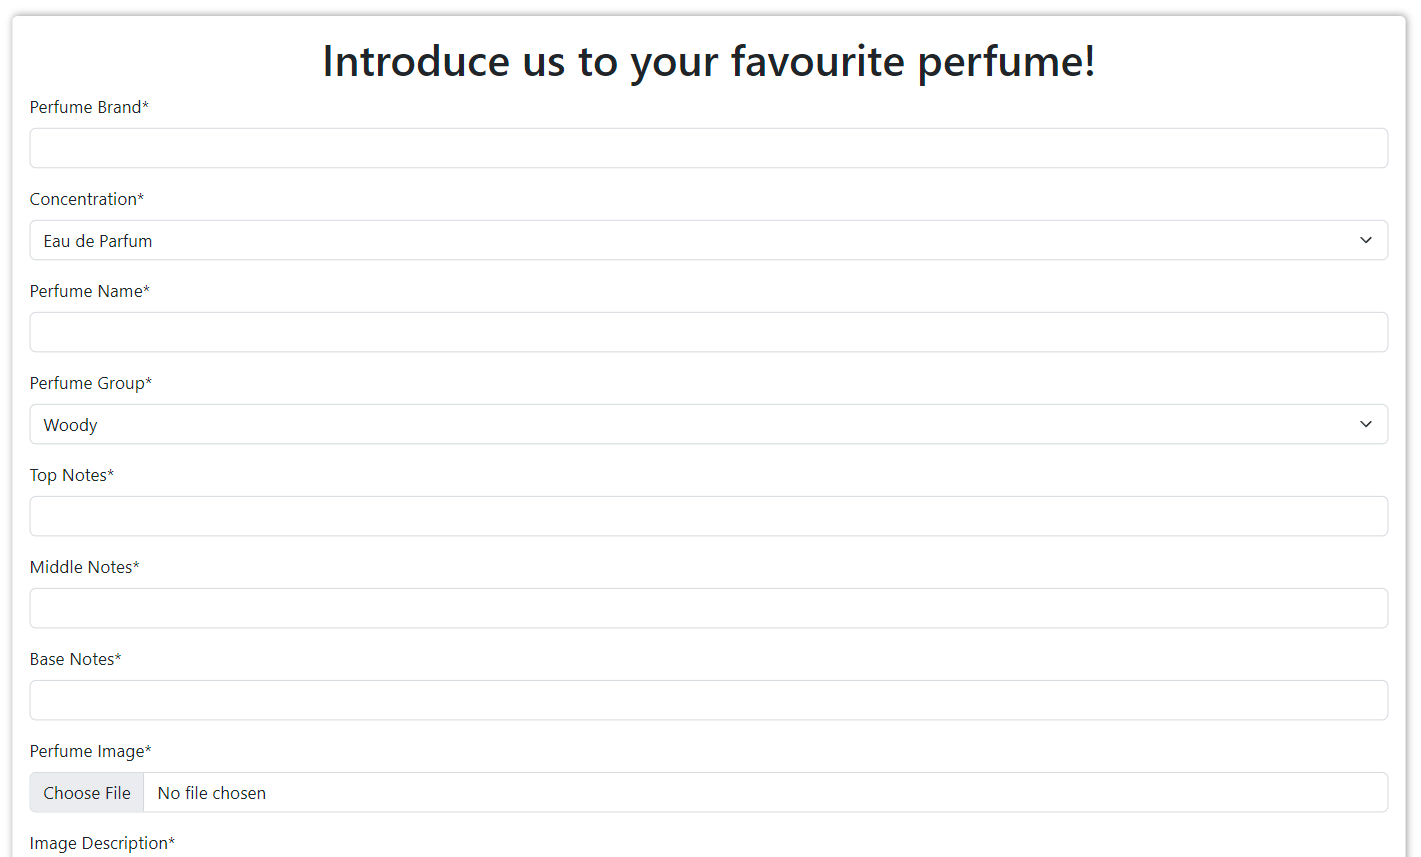 Introduce us to your favourite perfume!
Perfume Brand*
Concentration*
Eau de Parfum
Perfume Name*
Perfume Group*
Woody
Top Notes*
Middle Notes*
Base Notes*
Perfume Image*
Choose File No file chosen
Image Description*